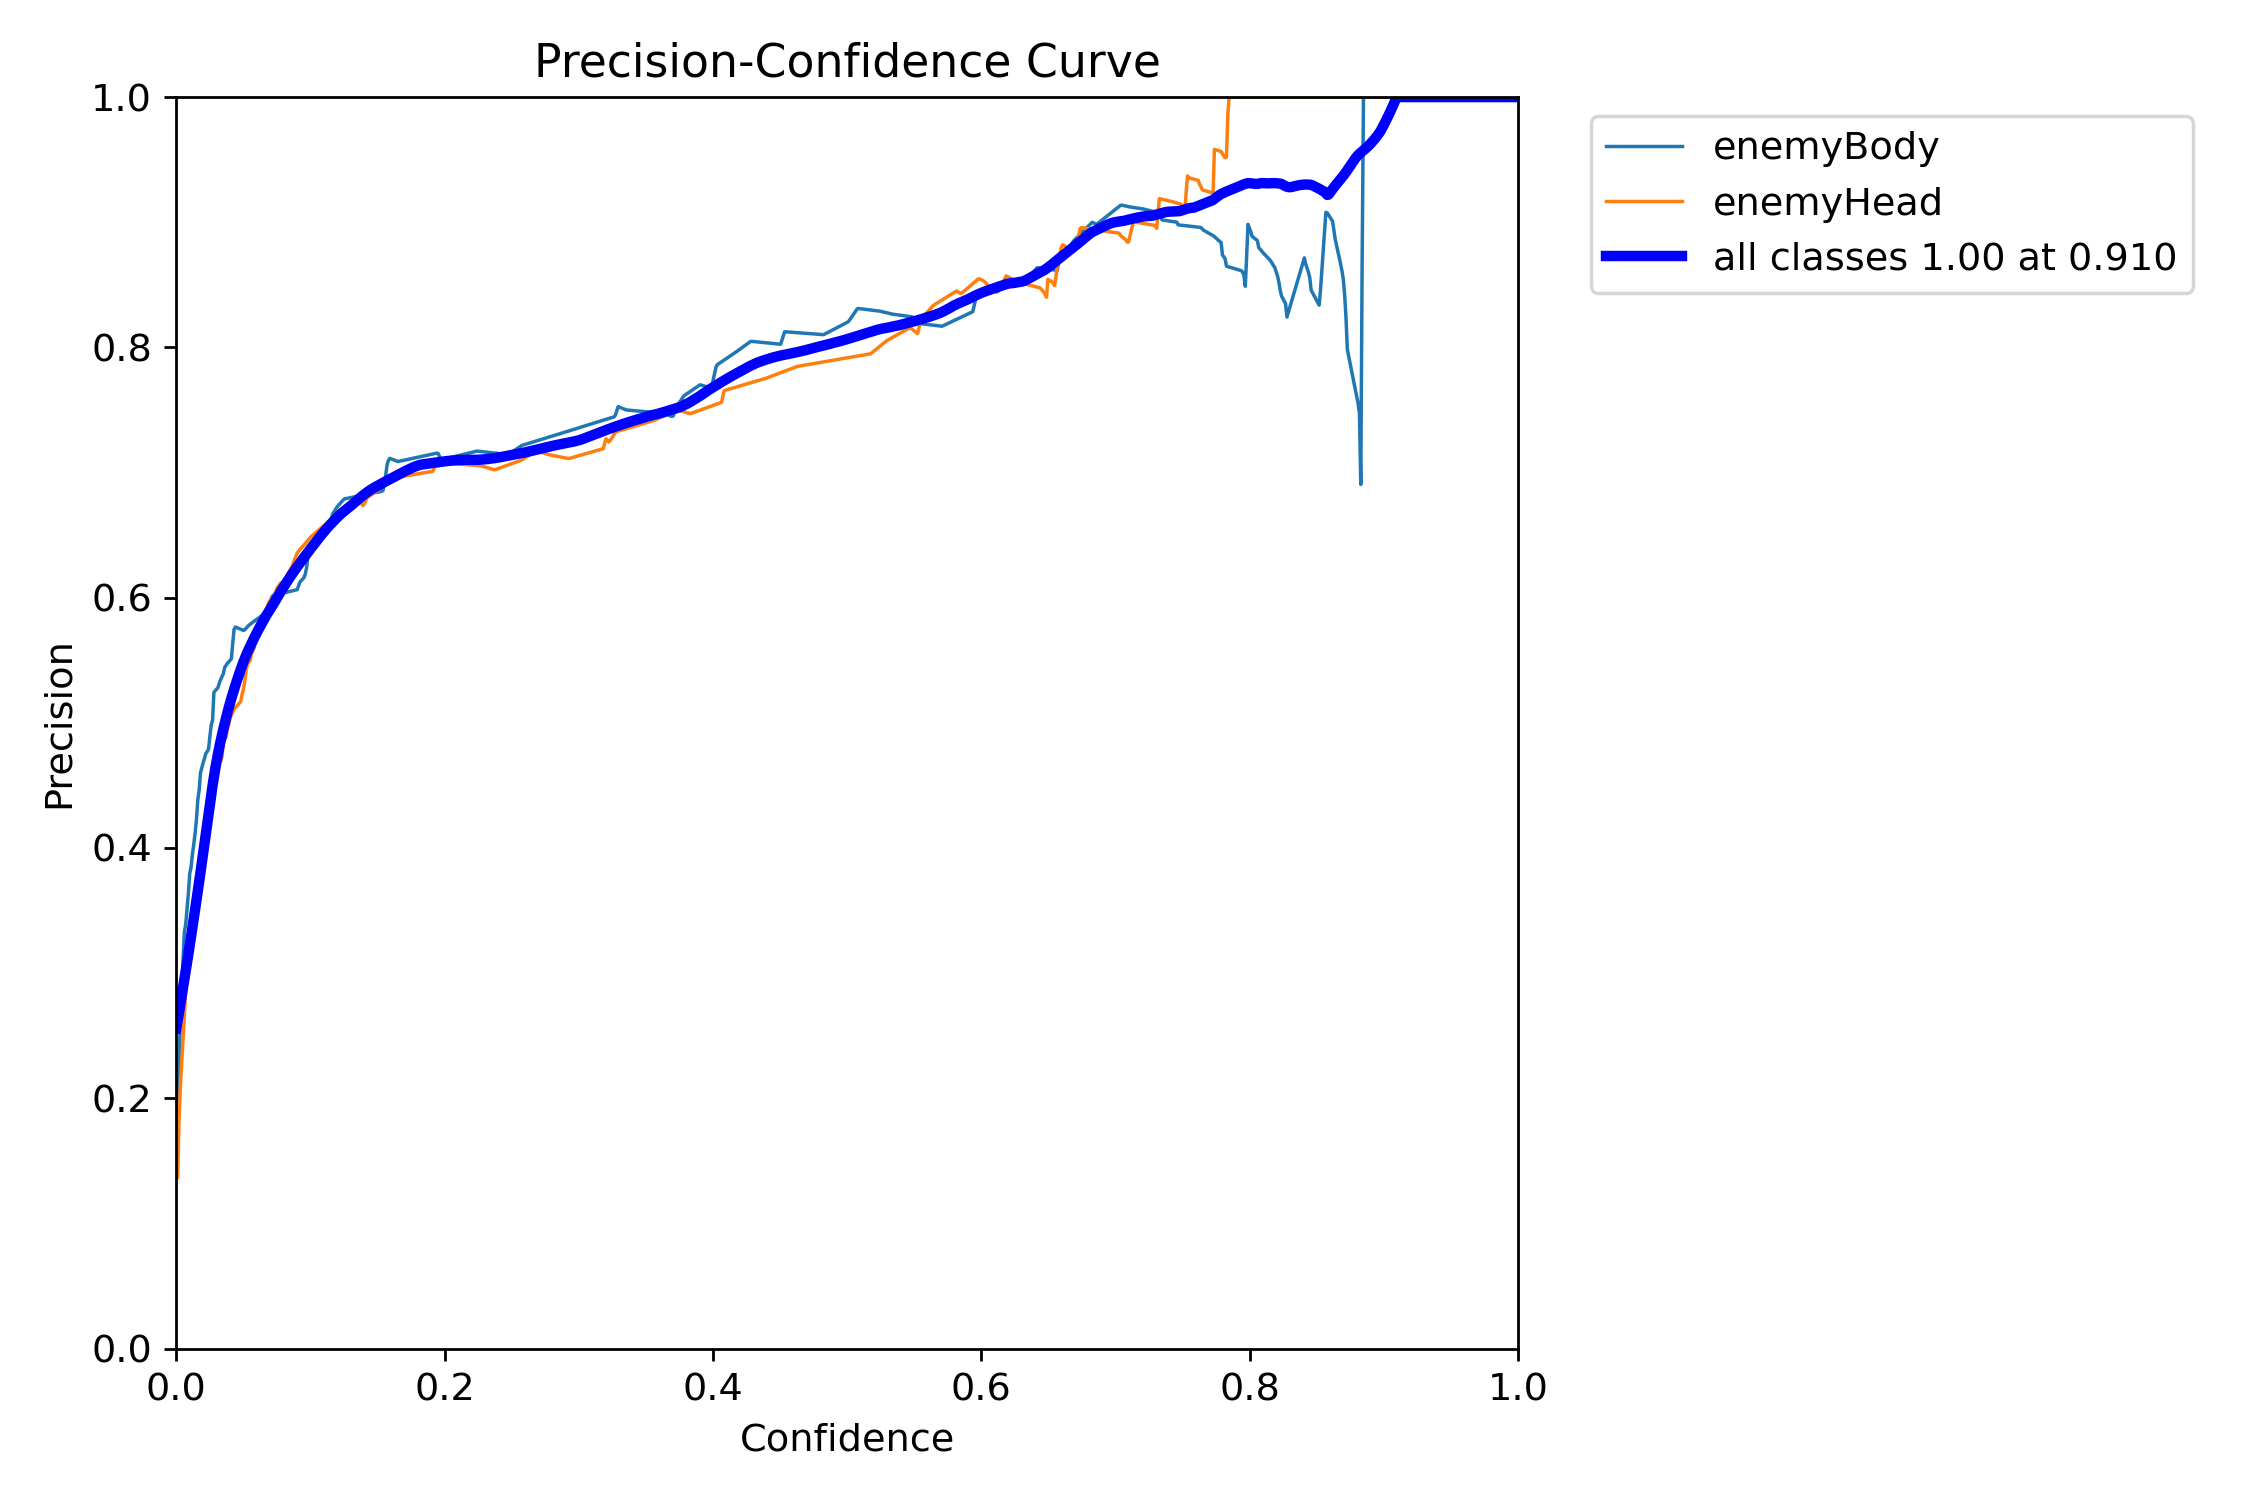 Precision-Confidence Curve
1.0
0.8
0.6
0.4
0.2
0.0
Precision
0.0 0.2 0.4 0.6 0.8 1.0
Confidence
enemyBody
enemyHead
all classes 1.00 at 0.910